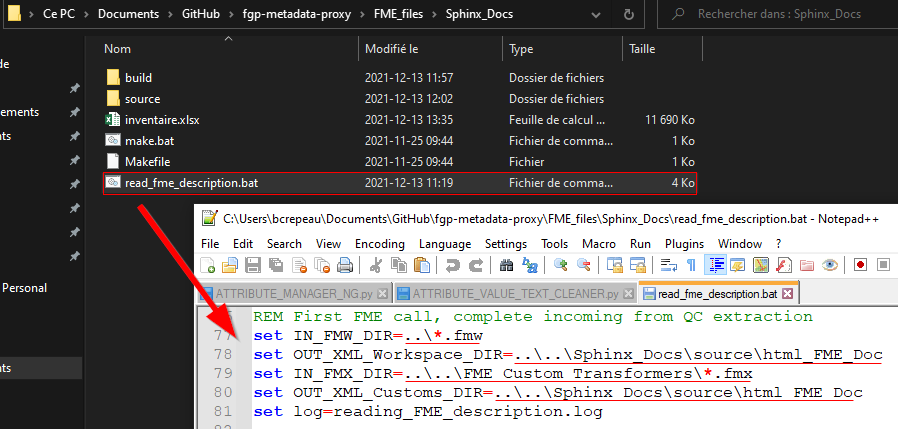 Ce PC > Documents > GitHub > fgp-metadata-proxy > FME_files > Sphinx_Docs
Rechercher dans : Sphinx_Docs
Nom Modifié le Type Taille
de
build 2021-12-13 11:57 Dossier de fichiers
source 2021-12-13 12:02 Dossier de fichiers
ements
inventaire.xlsx 2021-12-13 13:35 Feuille de calcul ... 11 690 Ko
nts
make.bat 2021-11-25 09:44 Fichier de comma... 1 Ko
Makefile 2021-11-25 09:44 Fichier 1 Ko
read_fme_description.bat 2021-12-13 11:19 Fichier de comma... 4 Ko
C:\Users\bcrepeau\Documents\GitHub\fgp-metadata-proxy\FME_files\Sphinx_Docs\read_fme_description.bat - Notepad++
File Edit Search View Encoding Language Settings Tools Macro Run Plugins Window ?
Personal
ATTRIBUTE_MANAGER_NG.py ATTRIBUTE_VALUE_TEXT_CLEANER.py read_fme_description.bat
REM First FME call, complete incoming from QC extraction
77 set IN_FMW_DIR=..\*.fmw
78 set OUT_XML_Workspace_DIR=..\..\Sphinx_Docs\source\html_FME_Doc
79 set IN_FMX_DIR=..\..\FME_Custom_Transformers\*.fmx
nts
80 set OUT_XML_Customs_DIR=..\..\Sphinx_Docs\source\html_FME_Doc
81 set log=reading_FME_description.log